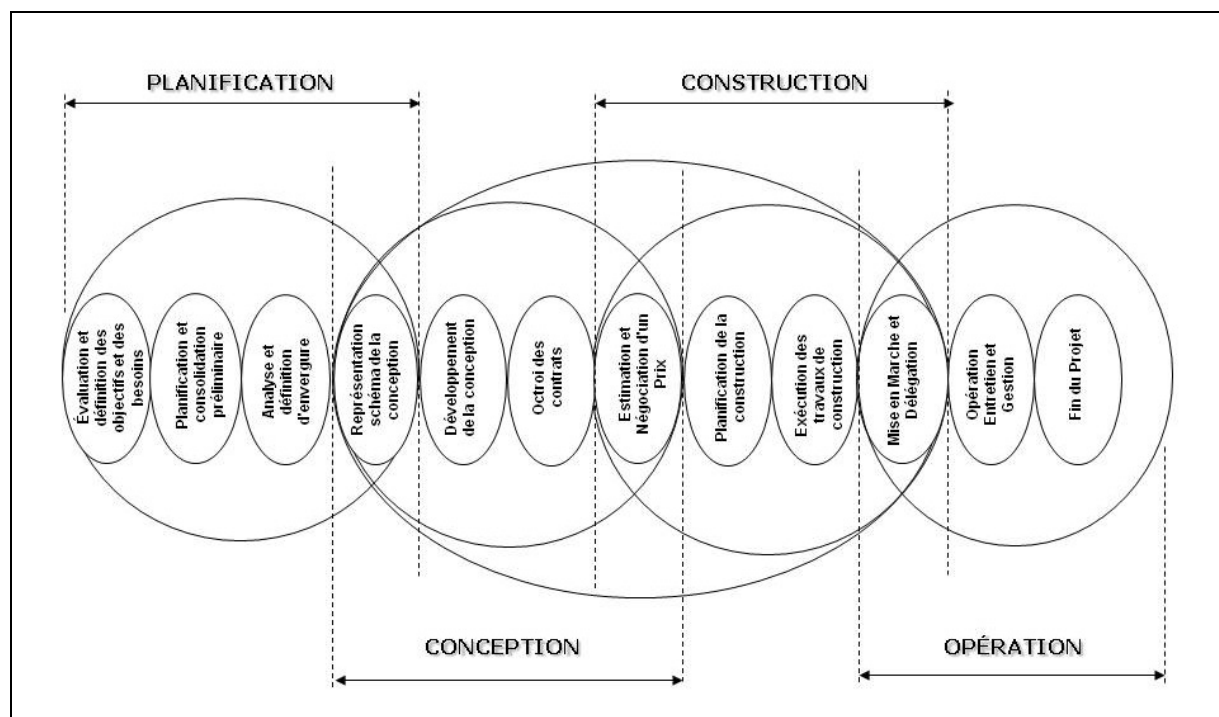 PLANIFICATION
CONSTRUCTION
Évaluation et
définition des
objectifs et des
besoins
Planification et
consolidation
préliminaire
Analyse et
définition
d'envergure
Représentation
schéma de la
conception
Développement
de la conception
Octroi des
contrats
Estimation et
Négociation d'un
Prix
Planification de la
construction
Exécution des
travaux de
construction
Mise en Marche et
Délégation
Opération
Entretien et
Gestion
Fin du Projet
CONCEPTION
OPÉRATION